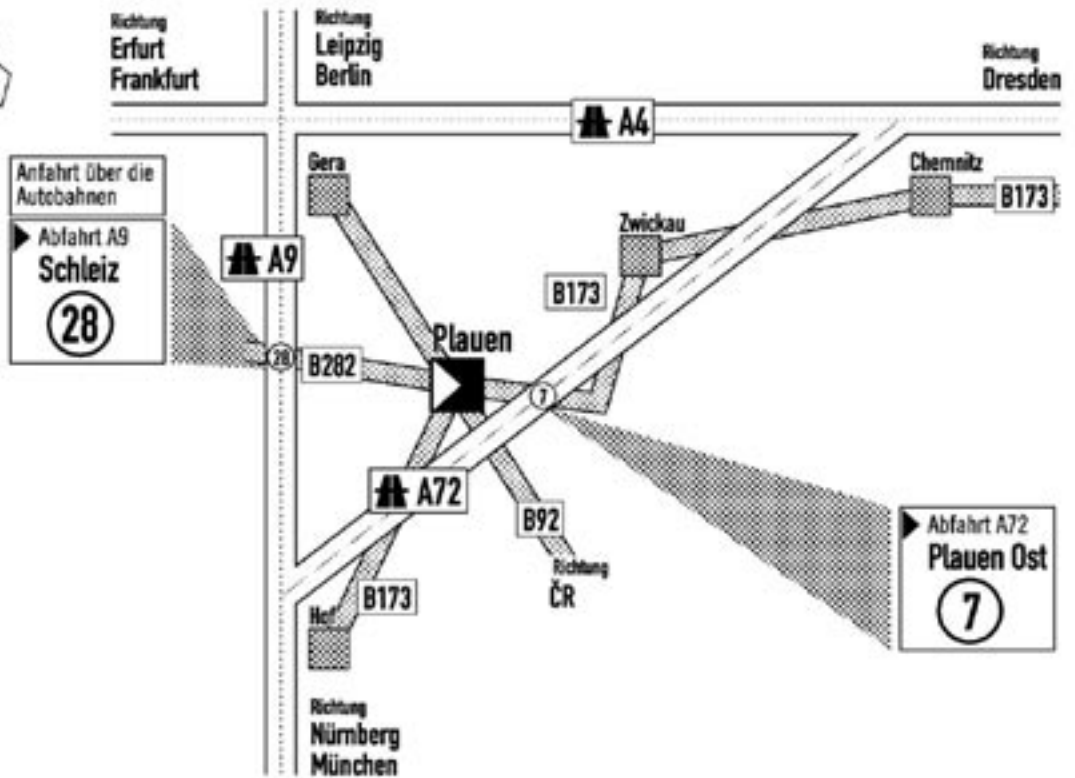 Richtung
Erfurt
Frankfurt
Richtung
Leipzig
Berlin
Richtung
Dresden
A4
Anfahrt über die
Autobahnen
Abfahrt A9
Schleiz
28
A9
Gera
Chemnitz
B173
Zwickau
B173
Plauen
28
B282
7
A72
B92
Richtung
ČR
Abfahrt A72
Plauen Ost
7
B173
Hof
Richtung
Nürnberg
München